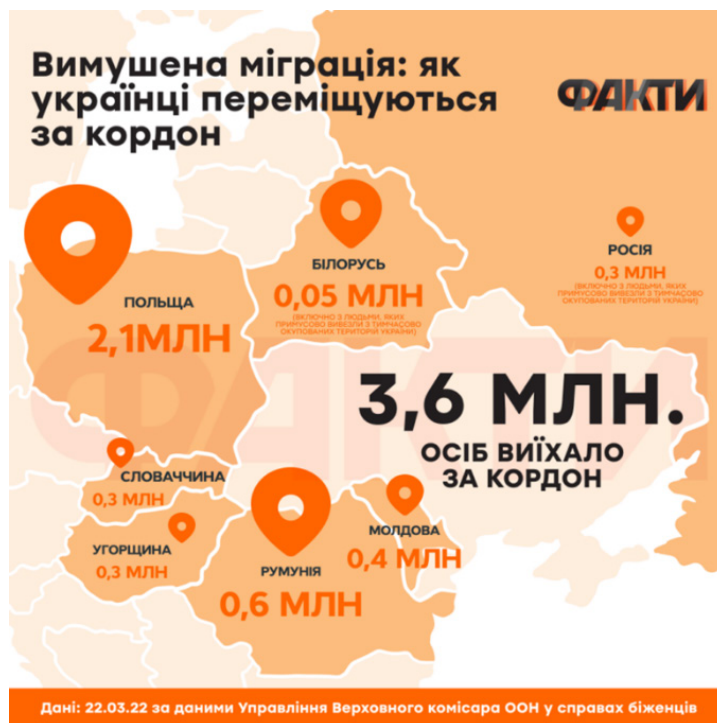 Вимушена міграція: як
українці переміщуються
за кордон
ФАКТИ
БІЛОРУСЬ
0,05 МЛН
(ВКЛЮЧНО З ЛЮДЬМИ, ЯКИХ
ПРИМУСОВО ВИВЕЗЛИ З ТИМЧАСОВО
ОКУПОВАНИХ ТЕРИТОРІЙ УКРАЇНИ)
РОСІЯ
0,3 МЛН
(ВКЛЮЧНО З ЛЮДЬМИ, ЯКИХ
ПРИМУСОВО ВИВЕЗЛИ З ТИМЧАСОВО
ОКУПОВАНИХ ТЕРИТОРІЙ УКРАЇНИ)
ПОЛЬЩА
2,1МЛН
ФАКТИ
3,6 МЛН.
ОСІБ ВИЇХАЛО
ЗА КОРДОН
СЛОВАЧЧИНА
0,3 МЛН
УГОРЩИНА
0,3 МЛН
РУМУНІЯ
0,6 МЛН
МОЛДОВА
0,4 МЛН
Дані: 22.03.22 за даними Управління Верховного комісара ООН у справах біженців